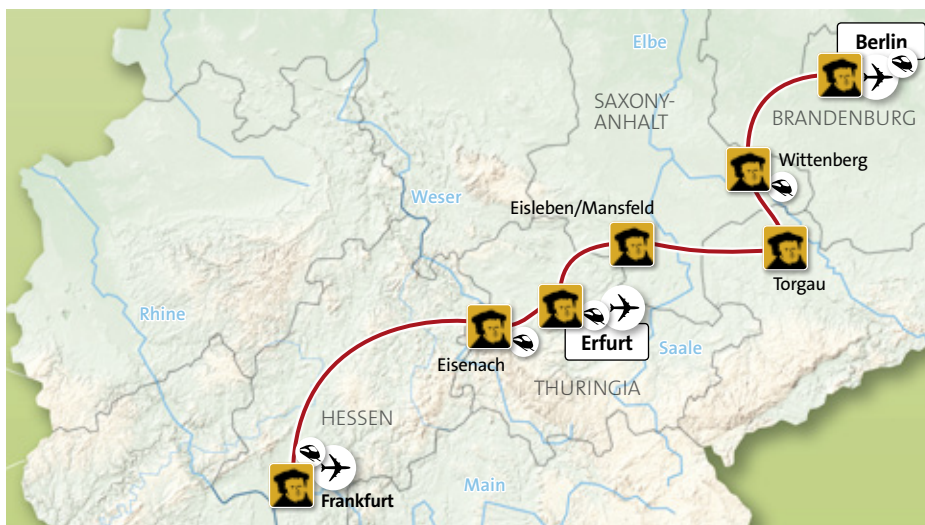 Berlin
Elbe
SAXONY-
ANHALT
BRANDENBURG
Wittenberg
Weser
Eisleben/Mansfeld
Torgau
Rhine
Erfurt
Saale
Eisenach
THURINGIA
HESSEN
Main
Frankfurt